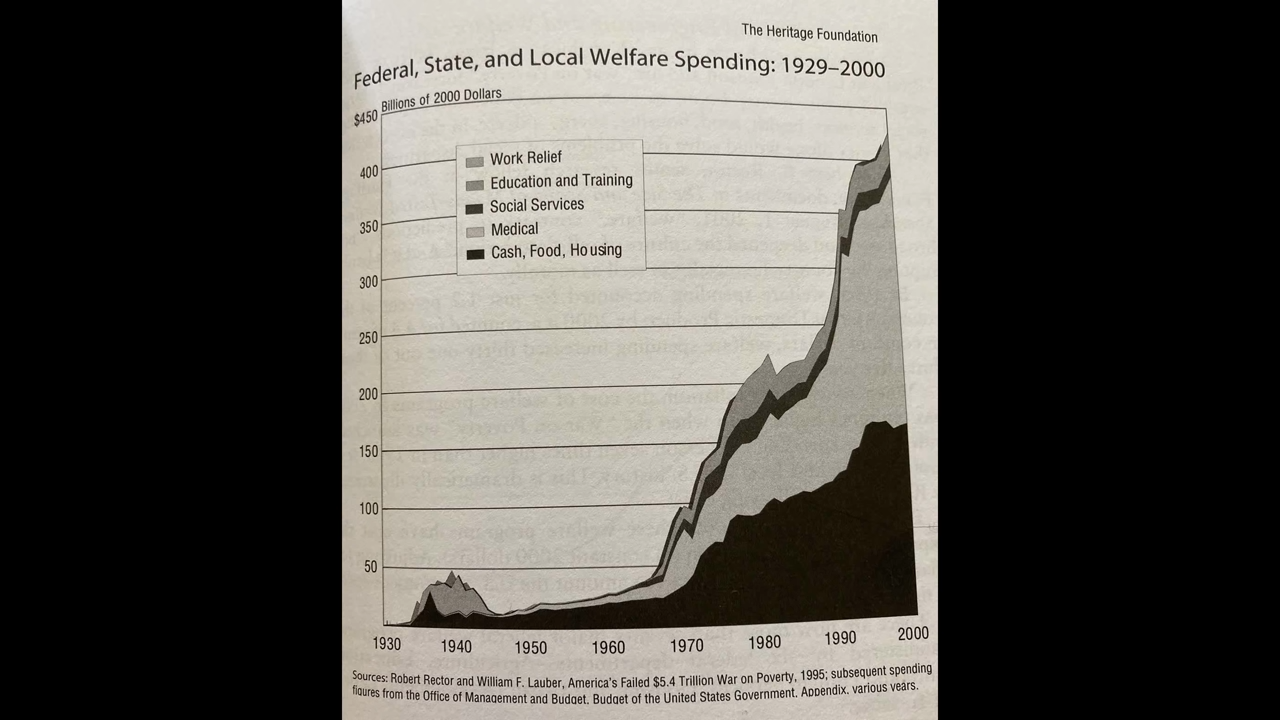 The Heritage Foundation
Federal, State, and Local Welfare Spending: 1929–2000
Billions of 2000 Dollars
$450
400
350
300
250
200
150
100
50
Work Relief
Education and Training
Social Services
Medical
Cash, Food, Housing
1930 1940 1950 1960 1970 1980 1990 2000
Sources: Robert Rector and William F. Lauber, America's Failed $5.4 Trillion War on Poverty, 1995; subsequent spending
figures from the Office of Management and Budget, Budget of the United States Government, Appendix, various years.